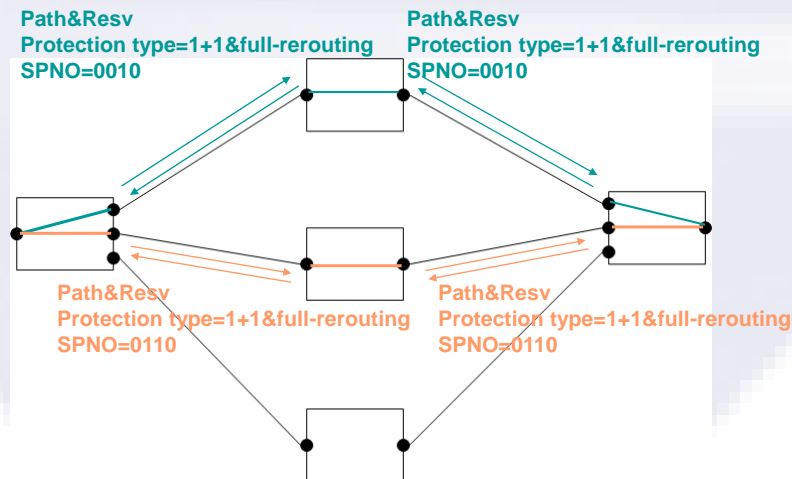 Path&Resv
Protection type=1+1&full-rerouting
SPNO=0010
Path&Resv
Protection type=1+1&full-rerouting
SPNO=0010
Path&Resv
Protection type=1+1&full-rerouting
SPNO=0110
Path&Resv
Protection type=1+1&full-rerouting
SPNO=0110